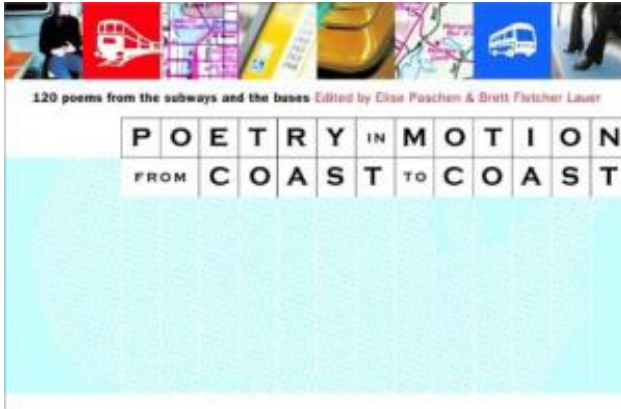 120 poems from the subways and the buses Edited by Elise Paschen & Brett Fletcher Lauer
POETRY IN MOTION
FROM COAST TO COAST